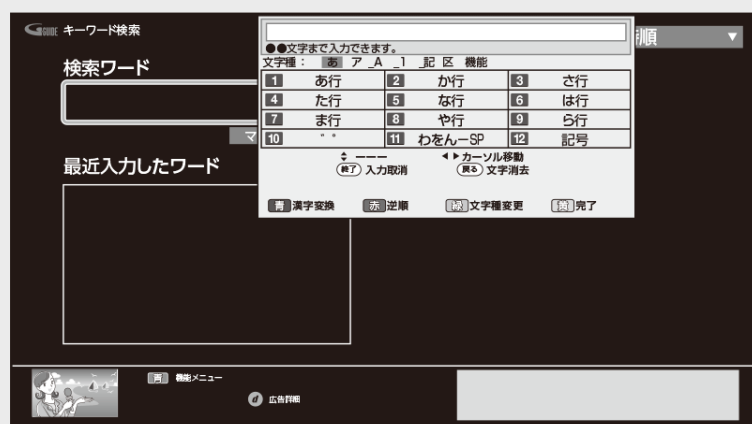 GGUIDE キーワード検索
順 ▼
●●文字まで入力できます。
文字種： あ ア _A _1 _記 区 機能
検索ワード
1 あ行 2 か行 3 さ行
4 た行 5 な行 6 は行
7 ま行 8 や行 9 ら行
マ
10 ゛゜ 11 わをんーSP 12 記号
ーーー カーソル移動
最近入力したワード
終了 入力取消 戻る 文字消去
青 漢字変換 赤 逆順 緑 文字種変更 黄 完了
青 機能メニュー
d 広告詳細